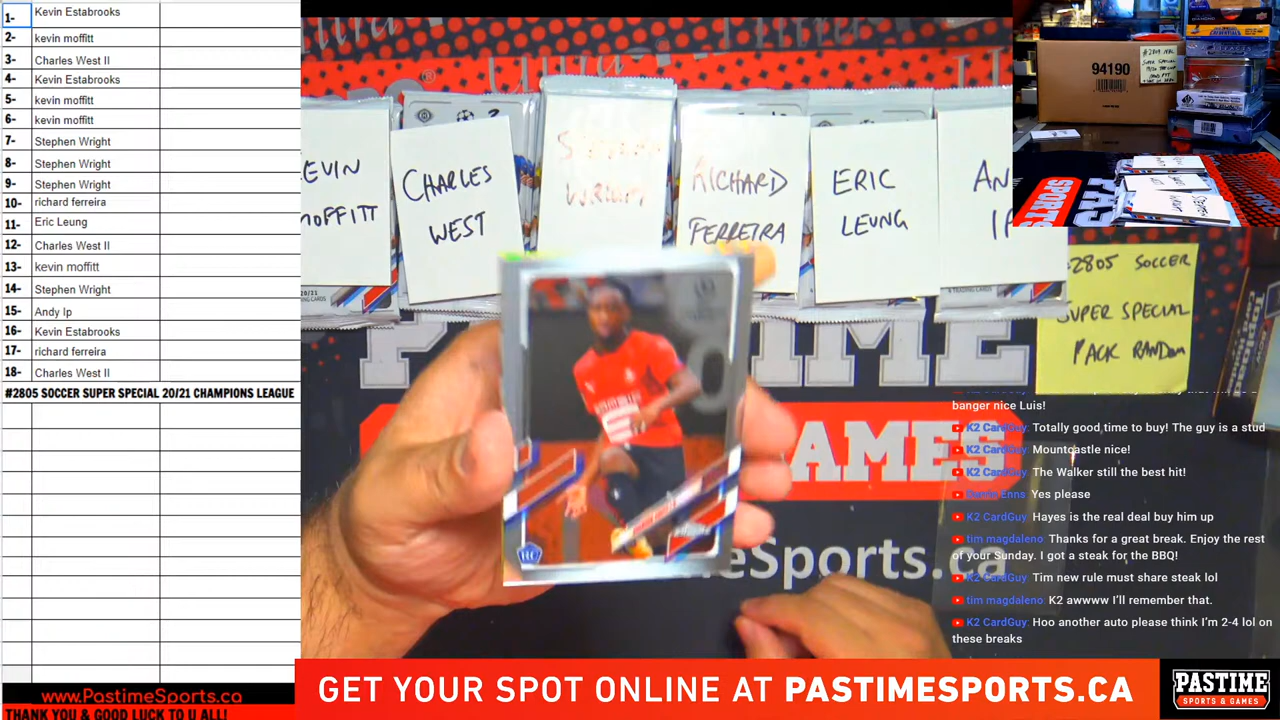 1- Kevin Estabrooks
2- kevin moffitt
3- Charles West II
4- Kevin Estabrooks
5- kevin moffitt
6- kevin moffitt
7- Stephen Wright
8- Stephen Wright
9- Stephen Wright
10- richard ferreira
11- Eric Leung
12- Charles West II
13- kevin moffitt
14- Stephen Wright
15- Andy Ip
16- Kevin Estabrooks
17- richard ferreira
18- Charles West II
#2805 SOCCER SUPER SPECIAL 20/21 CHAMPIONS LEAGUE
www.PastimeSports.ca
THANK YOU & GOOD LUCK TO U ALL!
EVIN
MOFFITT
CHARLES
WEST
STEPHEN
WRIGHT
RICHARD
FERREIRA
ERIC
LEUNG
AN
94190
#2805 SOCCER
SUPER SPECIAL
PACK RANDOM
IME
GAMES
meSports.ca
banger nice Luis!
K2 CardGuy: Totally good time to buy! The guy is a stud
K2 CardGuy: Mountcastle nice!
K2 CardGuy: The Walker still the best hit!
Enns Yes please
K2 CardGuy: Hayes is the real deal buy him up
tim magdaleno: Thanks for a great break. Enjoy the rest
of your Sunday. I got a steak for the BBQ!
K2 CardGuy: Tim new rule must share steak lol
tim magdaleno: K2 awwww I'll remember that.
K2 CardGuy: Hoo another auto please think I'm 2-4 lol on
these breaks
GET YOUR SPOT ONLINE AT PASTIMESPORTS.CA
PASTIME
SPORTS & GAMES